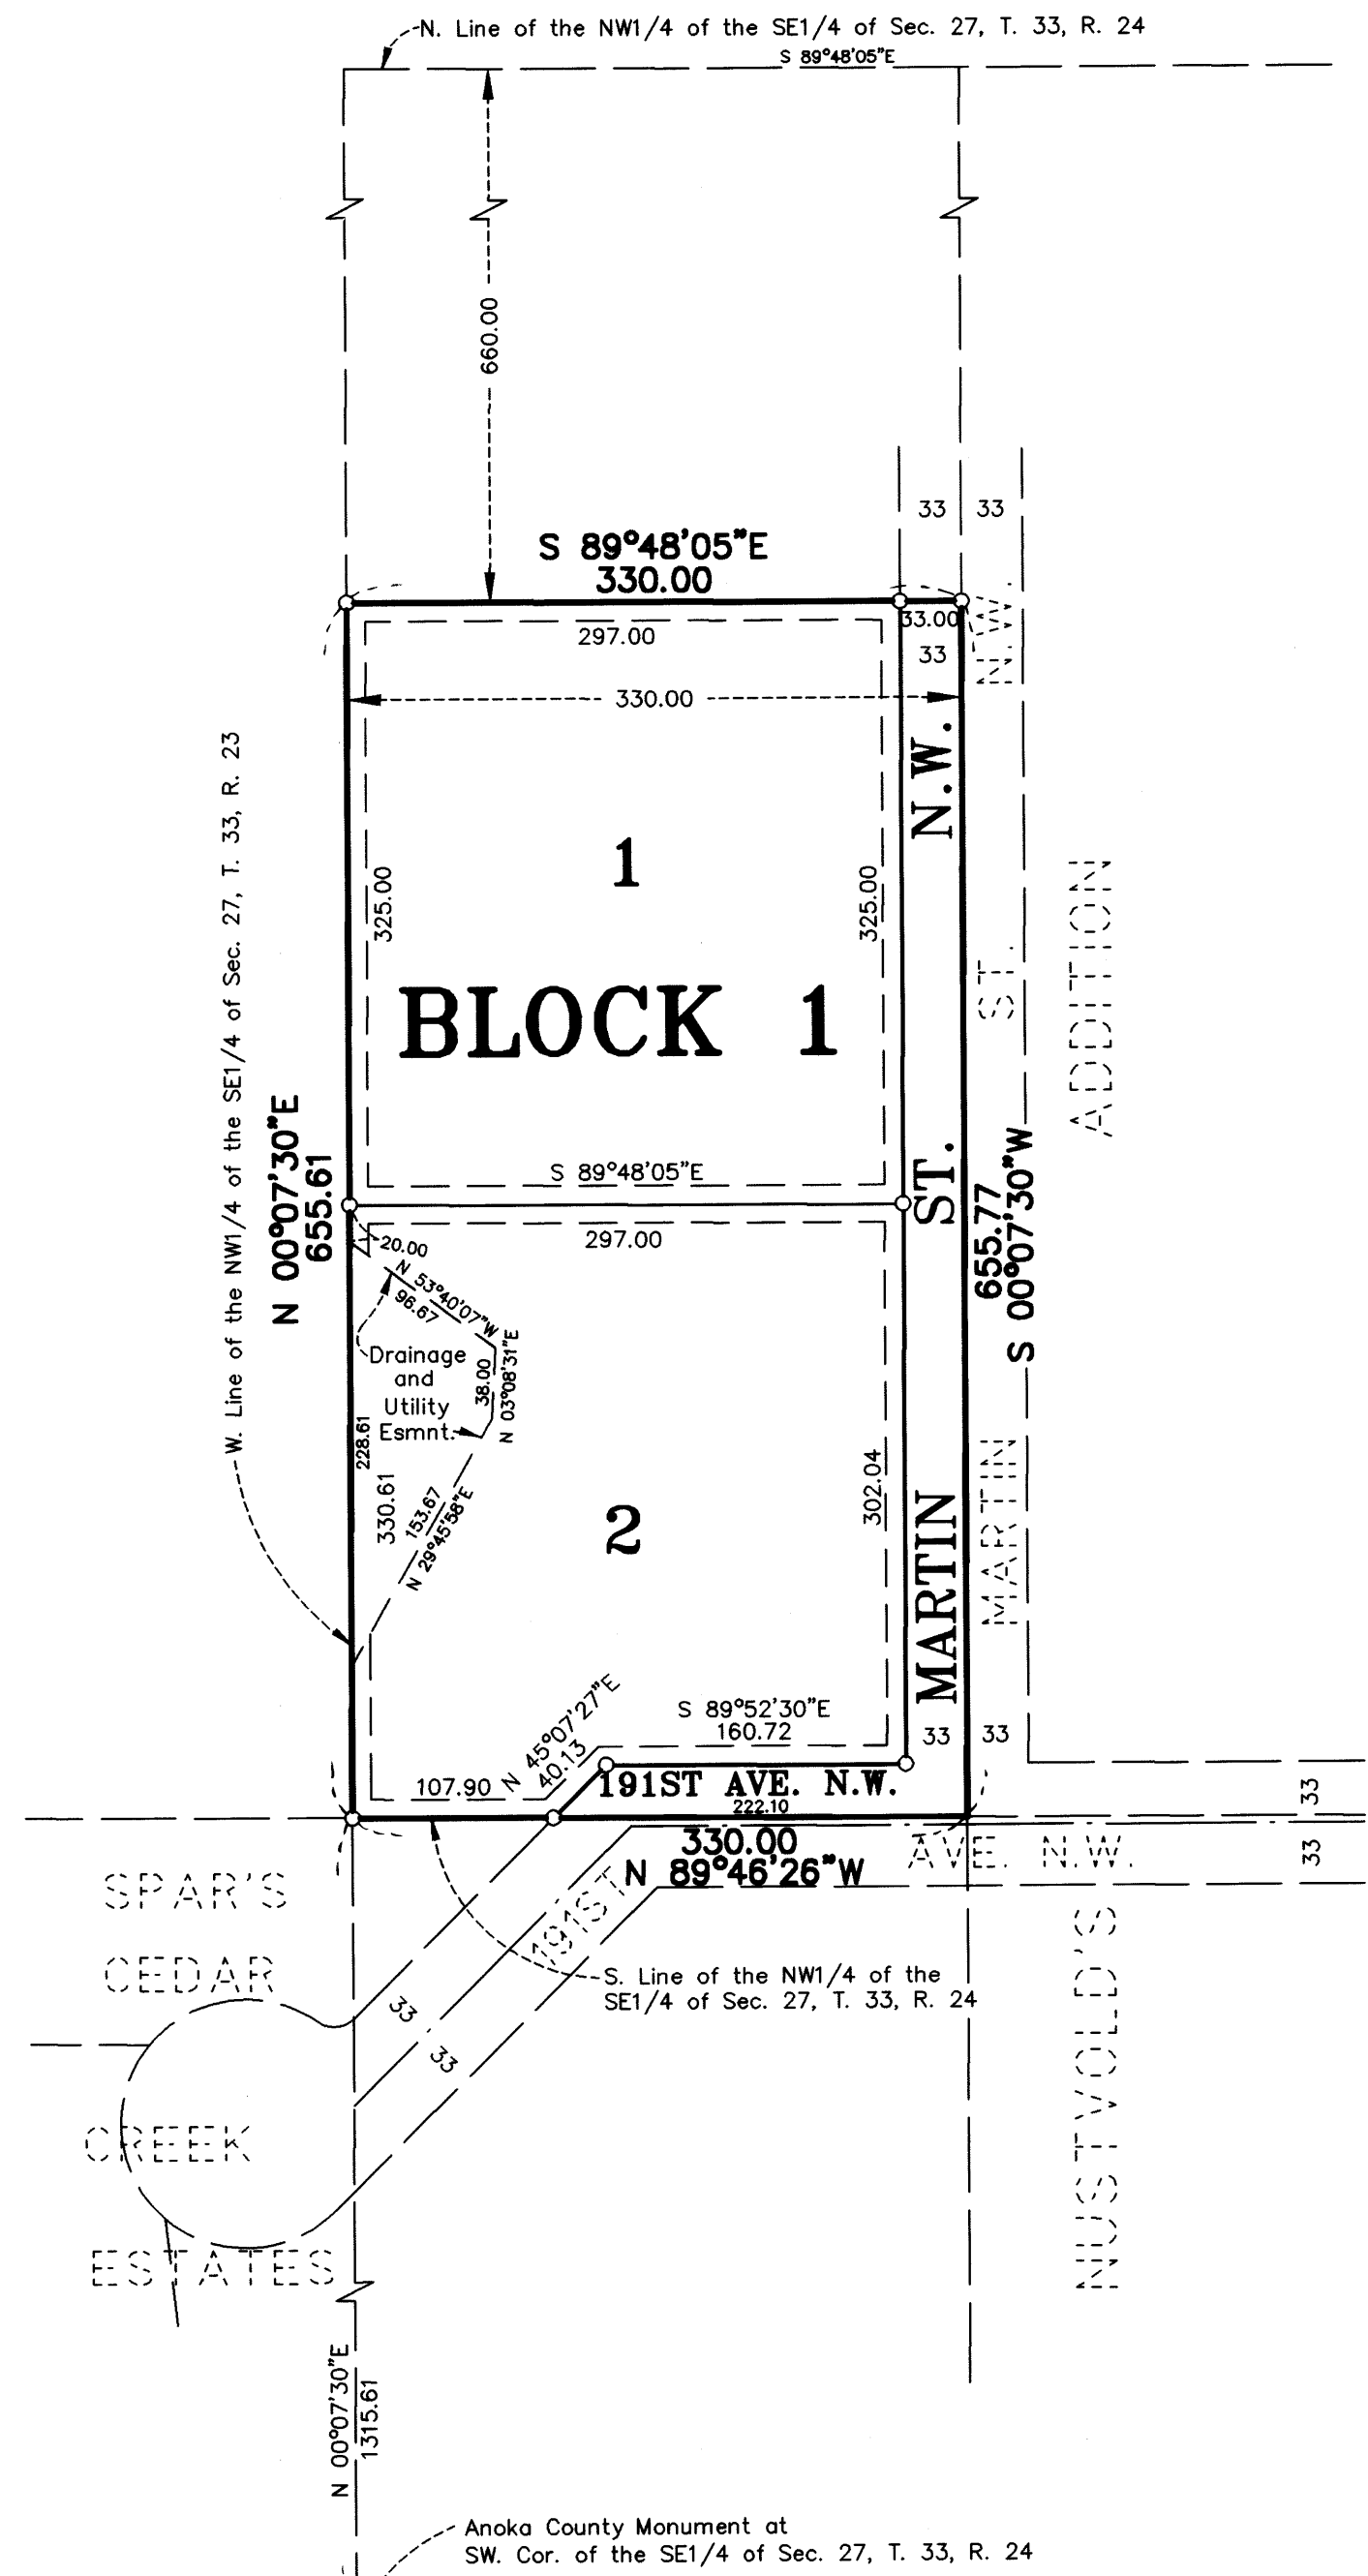 N. Line of the NW1/4 of the SE1/4 of Sec. 27, T. 33, R. 24
S 89°48'05"E
660.00
33
33
S 89°48'05"E
330.00
33.00
297.00
33
N.W.
330.00
N.W.
W. Line of the NW1/4 of the SE1/4 of Sec. 27, T. 33, R. 23
1
325.00
325.00
BLOCK 1
ST.
ADDITION
N 00°07'30"E
655.61
S 89°48'05"E
ST.
655.77
S 00°07'30"W
297.00
20.00
N 53°40'07"W
96.67
Drainage
and
Utility
Esmnt.
38.00
N 03°08'31"E
228.61
330.61
153.67
N 29°45'58"E
302.04
2
MARTIN
MARTIN
S 89°52'30"E
160.72
33
33
N 45°07'27"E
40.13
107.90
191ST AVE. N.W.
222.10
33
330.00
N 89°46'26"W
AVE. N.W.
33
SPAR'S
CEDAR
CREEK
ESTATES
191ST
S. Line of the NW1/4 of the
SE1/4 of Sec. 27, T. 33, R. 24
33
33
NUSTVOLD'S
N 00°07'30"E
1315.61
Anoka County Monument at
SW. Cor. of the SE1/4 of Sec. 27, T. 33, R. 24